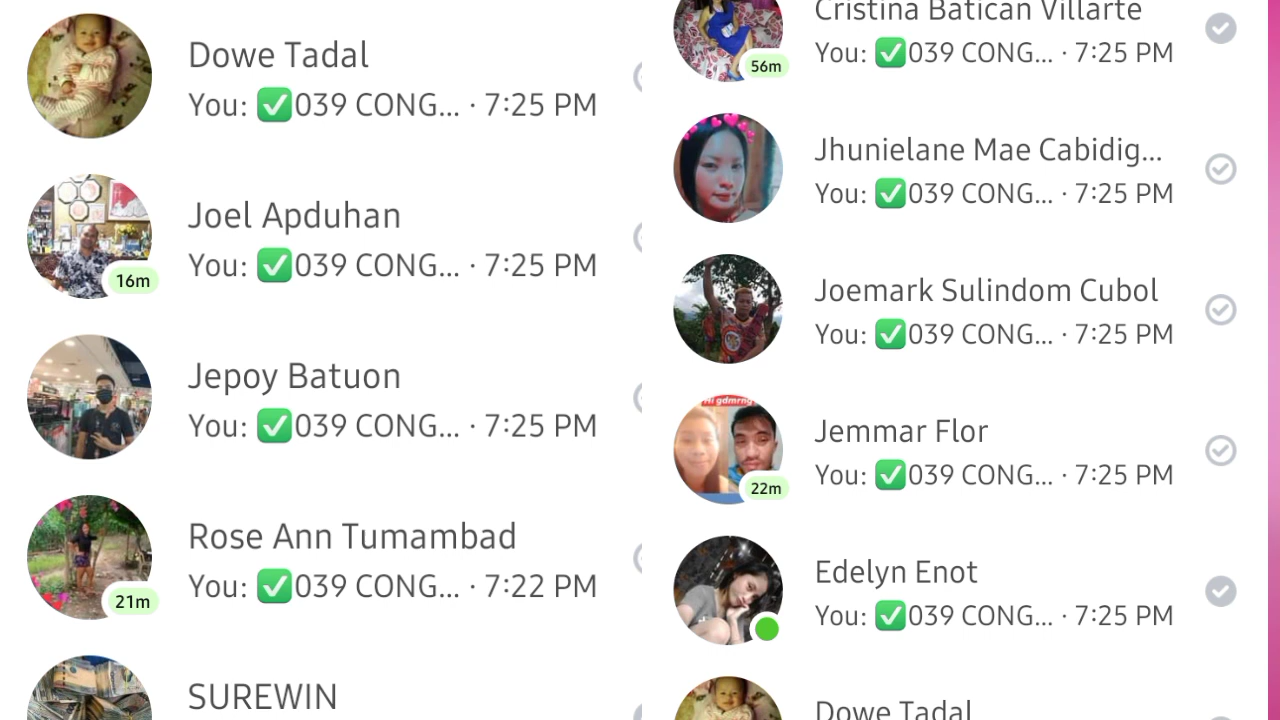 Dowe Tadal
You: ✅039 CONG... · 7:25 PM
Joel Apduhan
16m
You: ✅039 CONG... · 7:25 PM
Jepoy Batuon
You: ✅039 CONG... · 7:25 PM
Rose Ann Tumambad
21m
You: ✅039 CONG... · 7:22 PM
SUREWIN
Cristina Batican Villarte
56m
You: ✅039 CONG... · 7:25 PM
Jhunielane Mae Cabidig...
You: ✅039 CONG... · 7:25 PM
Joemark Sulindom Cubol
You: ✅039 CONG... · 7:25 PM
Hi gdmrng
Jemmar Flor
22m
You: ✅039 CONG... · 7:25 PM
Edelyn Enot
You: ✅039 CONG... · 7:25 PM
Dowe Tadal